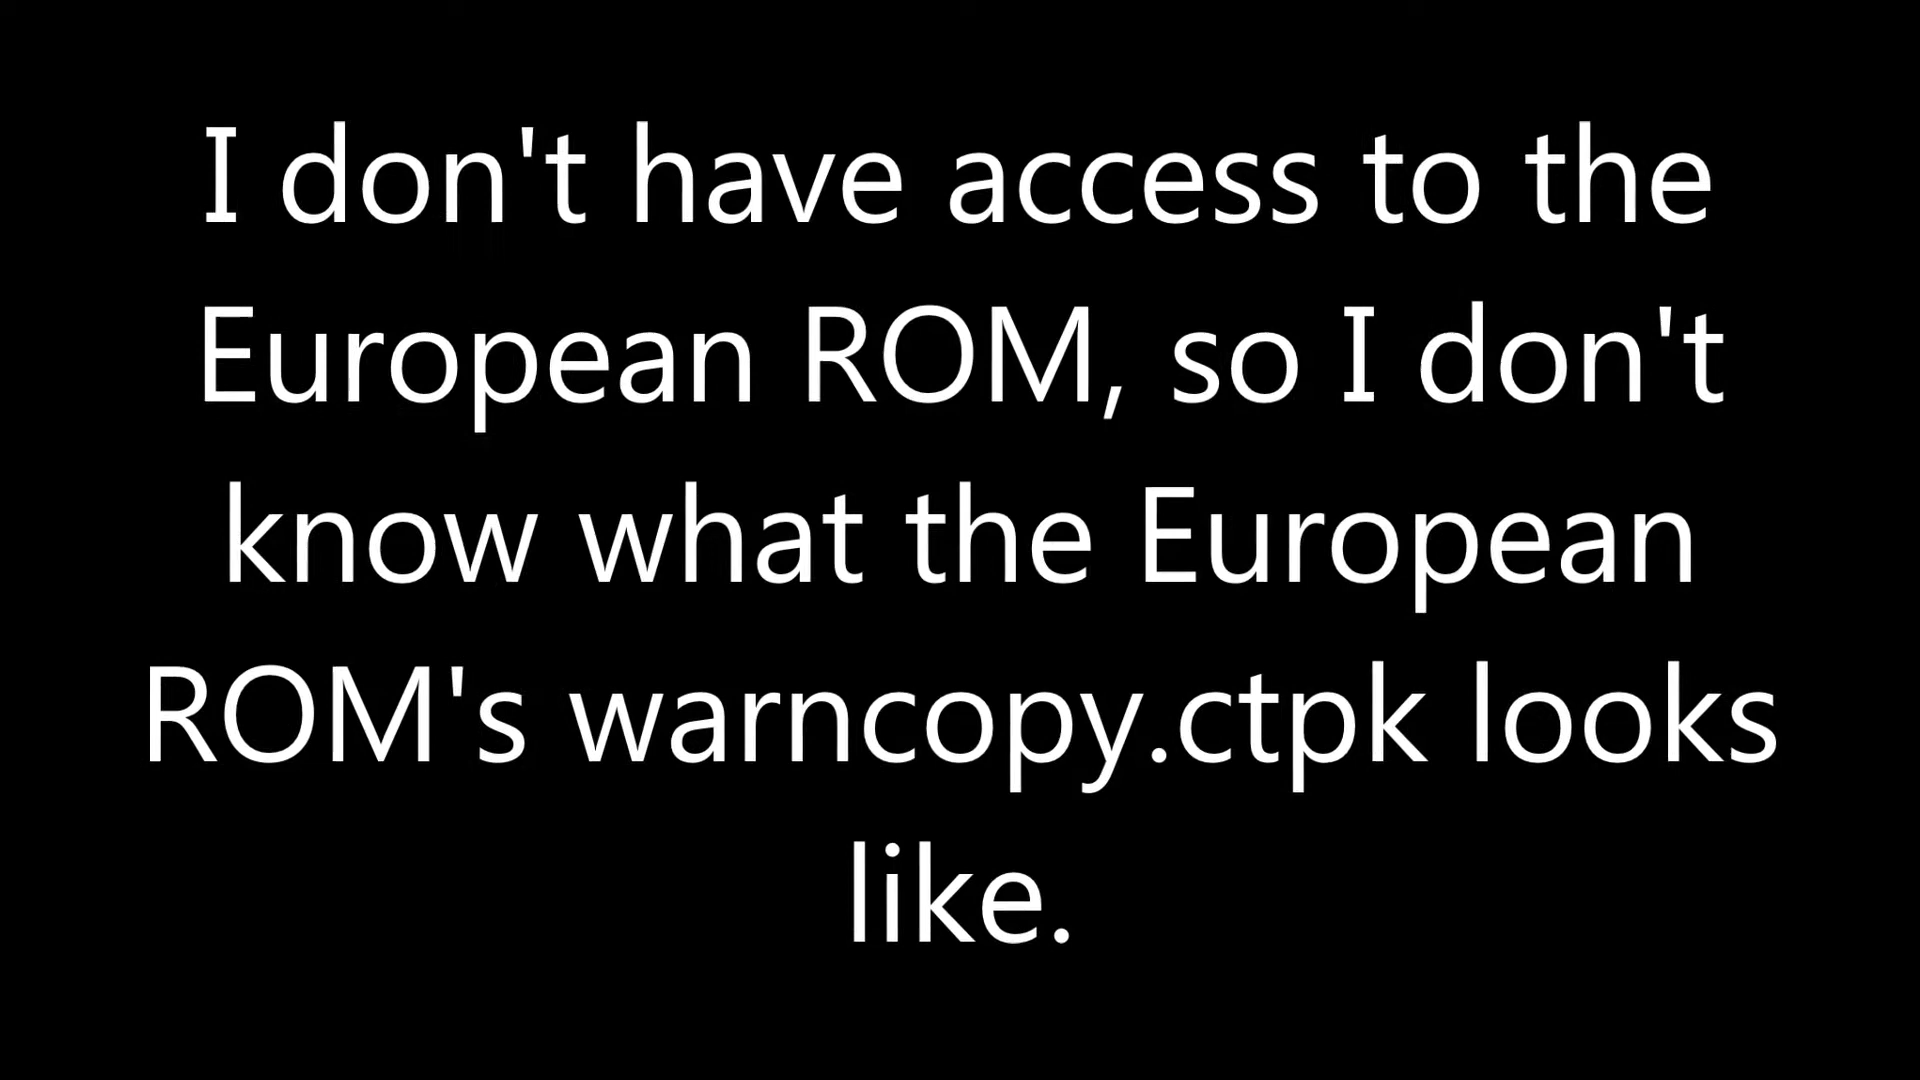 I don't have access to the
European ROM, so I don't
know what the European
ROM's warncopy.ctpk looks
like.